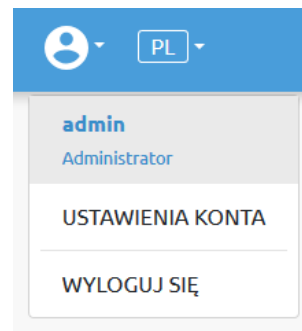 PL
admin
Administrator
USTAWIENIA KONTA
WYLOGUJ SIĘ